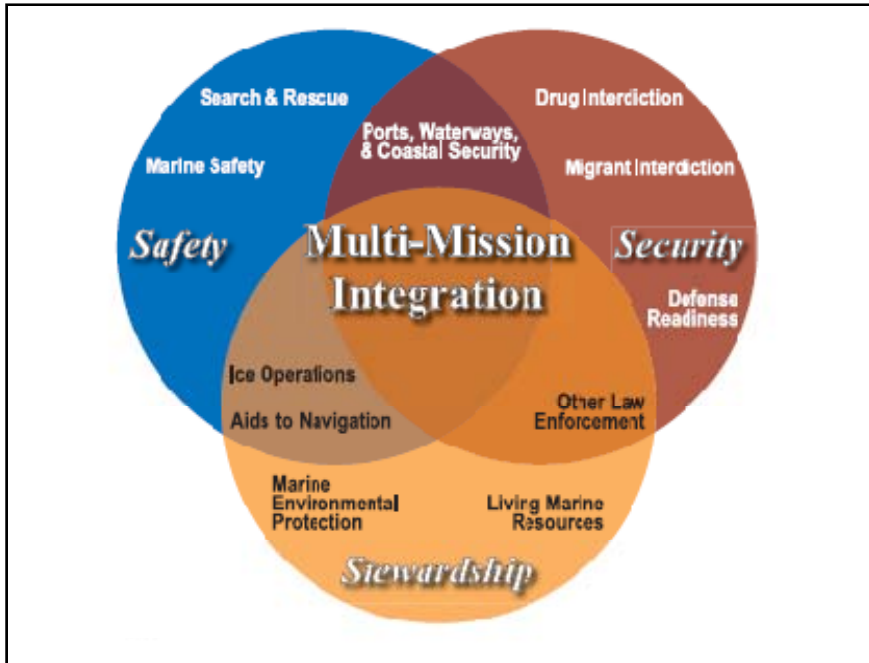 Search & Rescue
Drug Interdiction
Ports, Waterways,
& Coastal Security
Marine Safety
Migrant Interdiction
Safety
Multi-Mission
Integration
Security
Defense
Readiness
Ice Operations
Aids to Navigation
Other Law
Enforcement
Marine
Environmental
Protection
Living Marine
Resources
Stewardship